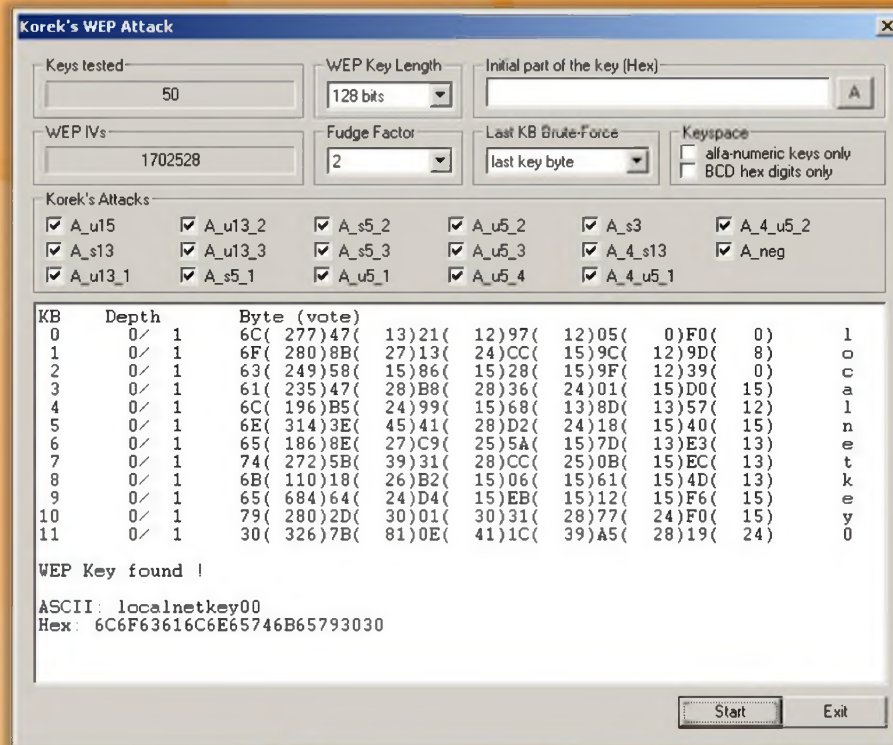 Korek's WEP Attack
Keys tested
50
WEP Key Length
128 bits
Initial part of the key (Hex)
A
WEP IVs
1702528
Fudge Factor
2
Last KB Brute-Force
last key byte
Keyspace
alfa-numeric keys only
BCD hex digits only
Korek's Attacks
A_u15 A_u13_2 A_s5_2 A_u5_2 A_s3 A_4_u5_2
A_s13 A_u13_3 A_s5_3 A_u5_3 A_4_s13 A_neg
A_u13_1 A_s5_1 A_u5_1 A_u5_4 A_4_u5_1
KB Depth Byte (vote)
0 0/ 1 6C( 277)47( 13)21( 12)97( 12)05( 0)F0( 0) l
1 0/ 1 6F( 280)8B( 27)13( 24)CC( 15)9C( 12)9D( 8) o
2 0/ 1 63( 249)58( 15)86( 15)28( 15)9F( 12)39( 0) c
3 0/ 1 61( 235)47( 28)B8( 28)36( 24)01( 15)D0( 15) a
4 0/ 1 6C( 196)B5( 24)99( 15)68( 13)8D( 13)57( 12) l
5 0/ 1 6E( 314)3E( 45)41( 28)D2( 24)18( 15)40( 15) n
6 0/ 1 65( 186)8E( 27)C9( 25)5A( 15)7D( 13)E3( 13) e
7 0/ 1 74( 272)5B( 39)31( 28)CC( 25)0B( 15)EC( 13) t
8 0/ 1 6B( 110)18( 26)B2( 15)06( 15)61( 15)4D( 13) k
9 0/ 1 65( 684)64( 24)D4( 15)EB( 15)12( 15)F6( 15) e
10 0/ 1 79( 280)2D( 30)01( 30)31( 28)77( 24)F0( 15) y
11 0/ 1 30( 326)7B( 81)0E( 41)1C( 39)A5( 28)19( 24) 0
WEP Key found !
ASCII: localnetkey00
Hex: 6C6F63616C6E65746B65793030
Start Exit